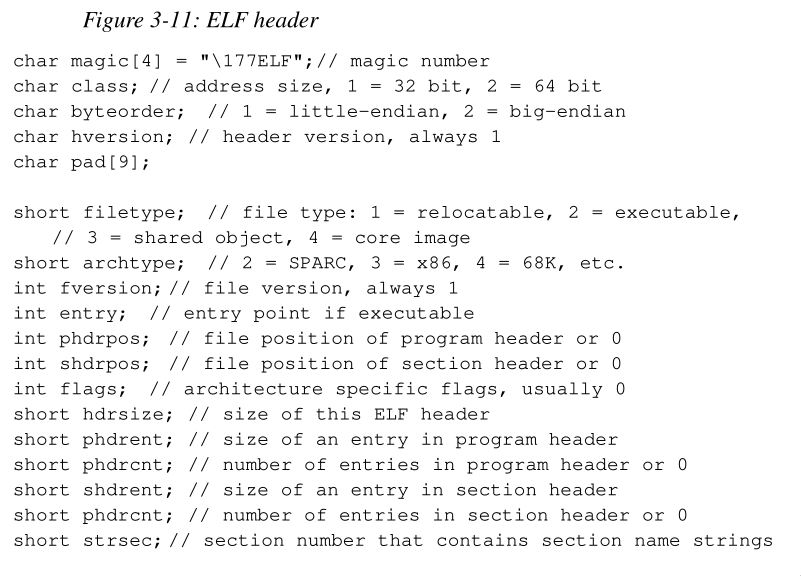 Figure 3-11: ELF header
char magic[4] = "\177ELF";// magic number
char class; // address size, 1 = 32 bit, 2 = 64 bit
char byteorder; // 1 = little-endian, 2 = big-endian
char hversion; // header version, always 1
char pad[9];
short filetype; // file type: 1 = relocatable, 2 = executable,
// 3 = shared object, 4 = core image
short archtype; // 2 = SPARC, 3 = x86, 4 = 68K, etc.
int fversion; // file version, always 1
int entry; // entry point if executable
int phdrpos; // file position of program header or 0
int shdrpos; // file position of section header or 0
int flags; // architecture specific flags, usually 0
short hdrsize; // size of this ELF header
short phdrent; // size of an entry in program header
short phdrcnt; // number of entries in program header or 0
short shdrent; // size of an entry in section header
short phdrcnt; // number of entries in section header or 0
short strsec; // section number that contains section name strings